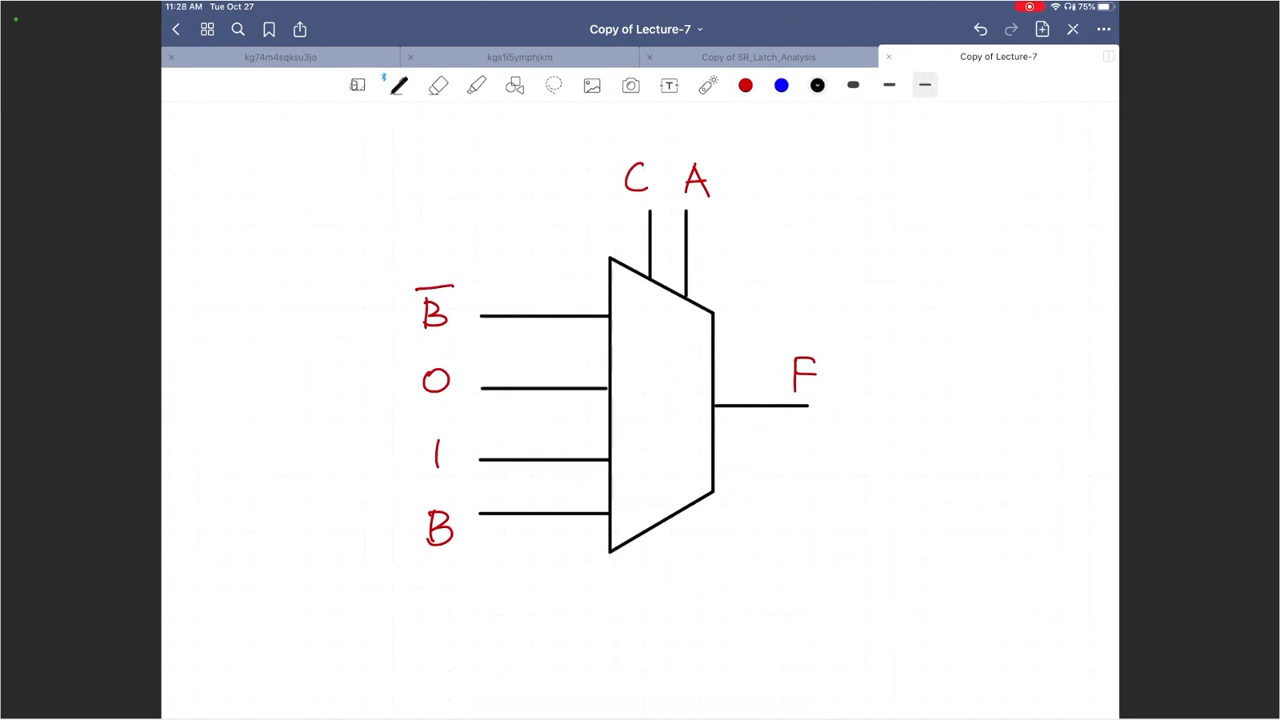 11:28 AM Tue Oct 27
75%
Copy of Lecture-7
kg74m4sqksu3jo
kgs1i5ymphjkm
Copy of SR_Latch_Analysis
Copy of Lecture-7
T
C A
B̅
0
1
B
F